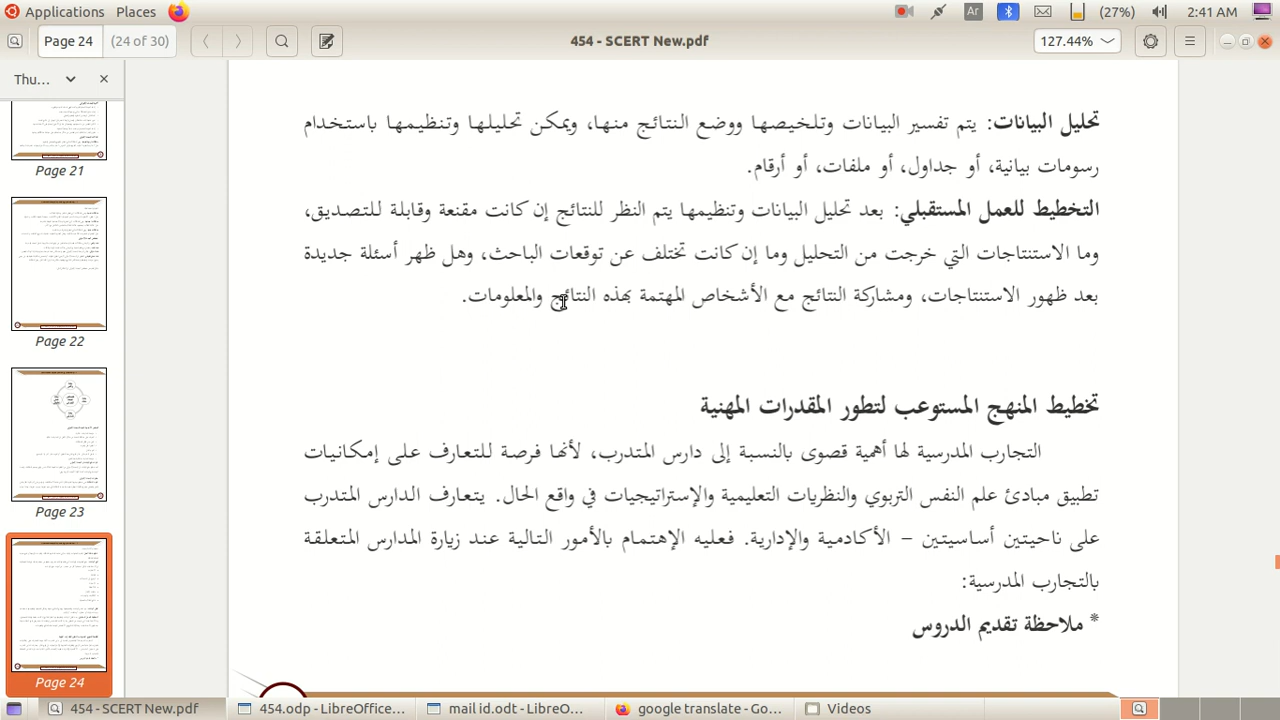 Applications Places Ar (27%) 2:41 AM
Page 24 (24 of 30) 454 - SCERT New.pdf 127.44%
Thu...
Page 21
Page 22
Page 23
Page 24
تحليل البيانات: يتم تفسير البيانات وتلخيصها ووضع النتائج منها، ويمكن تحليلها وتنظيمها باستخدام
رسومات بيانية، أو جداول، أو ملفات، أو أرقام.
التخطيط للعمل المستقبلي: بعد تحليل البيانات وتنظيمها يتم النظر للنتائج إن كانت مقنعة وقابلة للتصديق،
وما الاستنتاجات التي خرجت من التحليل وما إن كانت تختلف عن توقعات الباحث، وهل ظهر أسئلة جديدة
بعد ظهور الاستنتاجات، ومشاركة النتائج مع الأشخاص المهتمة بهذه النتائج والمعلومات.
تخطيط المنهج المستوعب لتطور المقدرات المهنية
التجارب المدرسية لها أهمية قصوى بالنسبة إلى دارس المتدرب، لأنها فرصة للتعارف على إمكانيات
تطبيق مبادئ علم النفس التربوي والنظريات التعليمية والإستراتيجيات في واقع الحال. يتعارف الدارس المتدرب
على ناحيتين أساسيتين – الأكادمية والإدارية. فعليه الإهتمام بالأمور التالية عند زيارة المدارس المتعلقة
بالتجارب المدرسية:
* ملاحظة تقديم الدروس
454 - SCERT New.pdf 454.odp - LibreOffice... mail id.odt - LibreO... google translate - Go... Videos